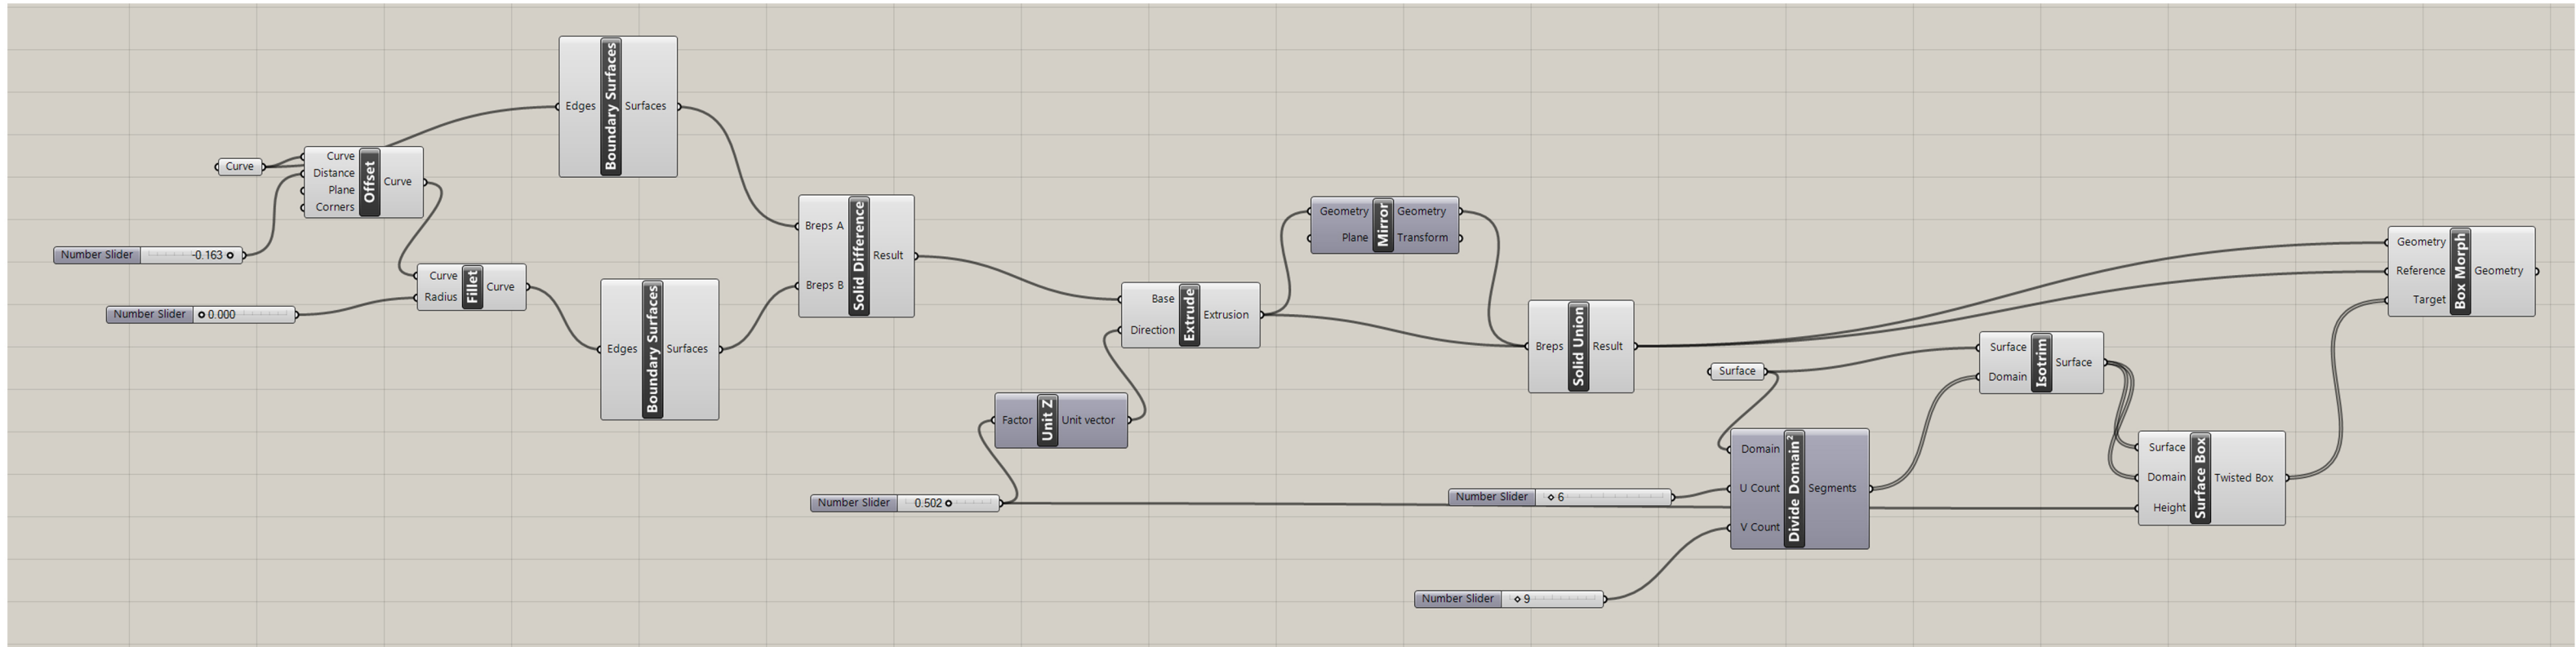 Edges
Boundary Surfaces
Surfaces
Curve
Curve
Distance
Plane
Corners
Offset
Curve
Number Slider
-0.163
Number Slider
0.000
Curve
Radius
Fillet
Curve
Edges
Boundary Surfaces
Surfaces
Breps A
Breps B
Solid Difference
Result
Base
Direction
Extrude
Extrusion
Factor
Unit Z
Unit vector
Number Slider
0.502
Geometry
Plane
Mirror
Geometry
Transform
Breps
Solid Union
Result
Surface
Number Slider
6
Number Slider
9
Domain
U Count
V Count
Divide Domain²
Segments
Surface
Domain
Isotrim
Surface
Surface
Domain
Height
Surface Box
Twisted Box
Geometry
Reference
Target
Box Morph
Geometry